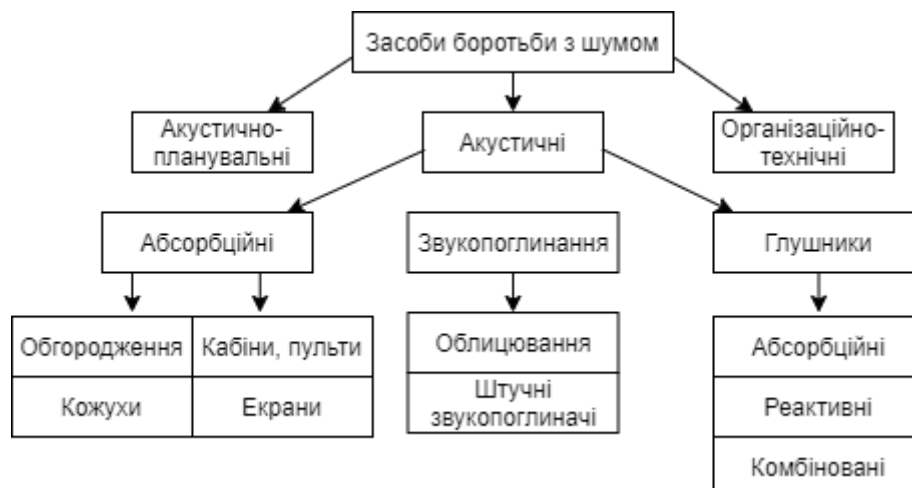 Засоби боротьби з шумом
Акустично-
планувальні
Акустичні
Організаційно-
технічні
Абсорбційні
Звукопоглинання
Глушники
Обгородження
Кабіни, пульти
Облицювання
Абсорбційні
Кожухи
Екрани
Штучні
звукопоглиначі
Реактивні
Комбіновані